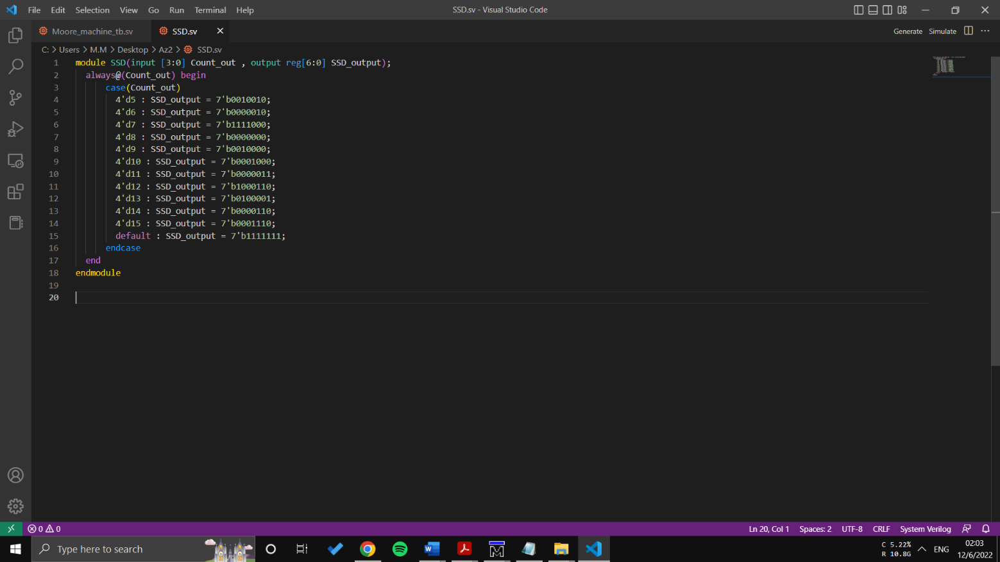 File Edit Selection View Go Run Terminal Help SSD.sv - Visual Studio Code
Moore_machine_tb.sv SSD.sv Generate Simulate
C: > Users > M.M > Desktop > Az2 > SSD.sv
1 module SSD(input [3:0] Count_out , output reg[6:0] SSD_output);
2 always@(Count_out) begin
3 case(Count_out)
4 4'd5 : SSD_output = 7'b0010010;
5 4'd6 : SSD_output = 7'b0000010;
6 4'd7 : SSD_output = 7'b1111000;
7 4'd8 : SSD_output = 7'b0000000;
8 4'd9 : SSD_output = 7'b0010000;
9 4'd10 : SSD_output = 7'b0001000;
10 4'd11 : SSD_output = 7'b0000011;
11 4'd12 : SSD_output = 7'b1000110;
12 4'd13 : SSD_output = 7'b0100001;
13 4'd14 : SSD_output = 7'b0000110;
14 4'd15 : SSD_output = 7'b0001110;
15 default : SSD_output = 7'b1111111;
16 endcase
17 end
18 endmodule
19
20
0 0 Ln 20, Col 1 Spaces: 2 UTF-8 CRLF System Verilog
Type here to search
C 5.22%
R 10.8G
ENG
02:03
12/6/2022